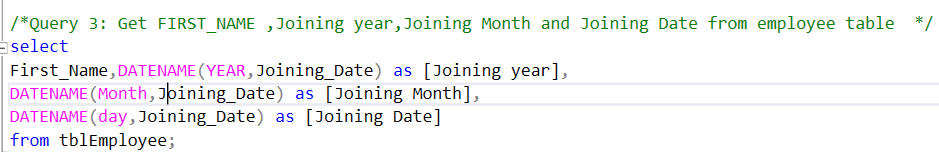 /*Query 3: Get FIRST_NAME ,Joining year,Joining Month and Joining Date from employee table  */
select
First_Name,DATENAME(YEAR,Joining_Date) as [Joining year],
DATENAME(Month,Joining_Date) as [Joining Month],
DATENAME(day,Joining_Date) as [Joining Date]
from tblEmployee;